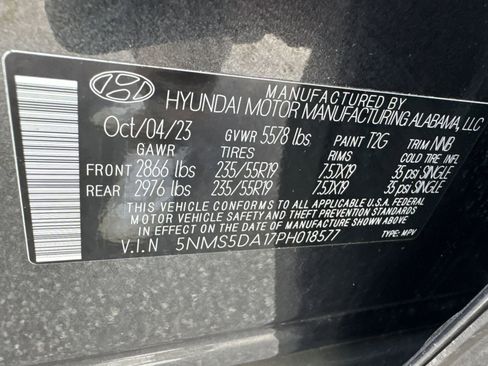 MANUFACTURED BY
HYUNDAI MOTOR MANUFACTURING ALABAMA, LLC
Oct/04/23 GVWR 5578 lbs PAINT T2G TRIM NNB
GAWR TIRES RIMS COLD TIRE INFL.
FRONT 2866 lbs 235/55R19 7.5JX19 35 psi SINGLE
REAR 2976 lbs 235/55R19 7.5JX19 35 psi SINGLE
THIS VEHICLE CONFORMS TO ALL APPLICABLE U.S.A. FEDERAL
MOTOR VEHICLE SAFETY AND THEFT PREVENTION STANDARDS
IN EFFECT ON THE DATE OF MANUFACTURE SHOWN ABOVE.
V.I.N 5NMS5DA17PH018577 TYPE: MPV